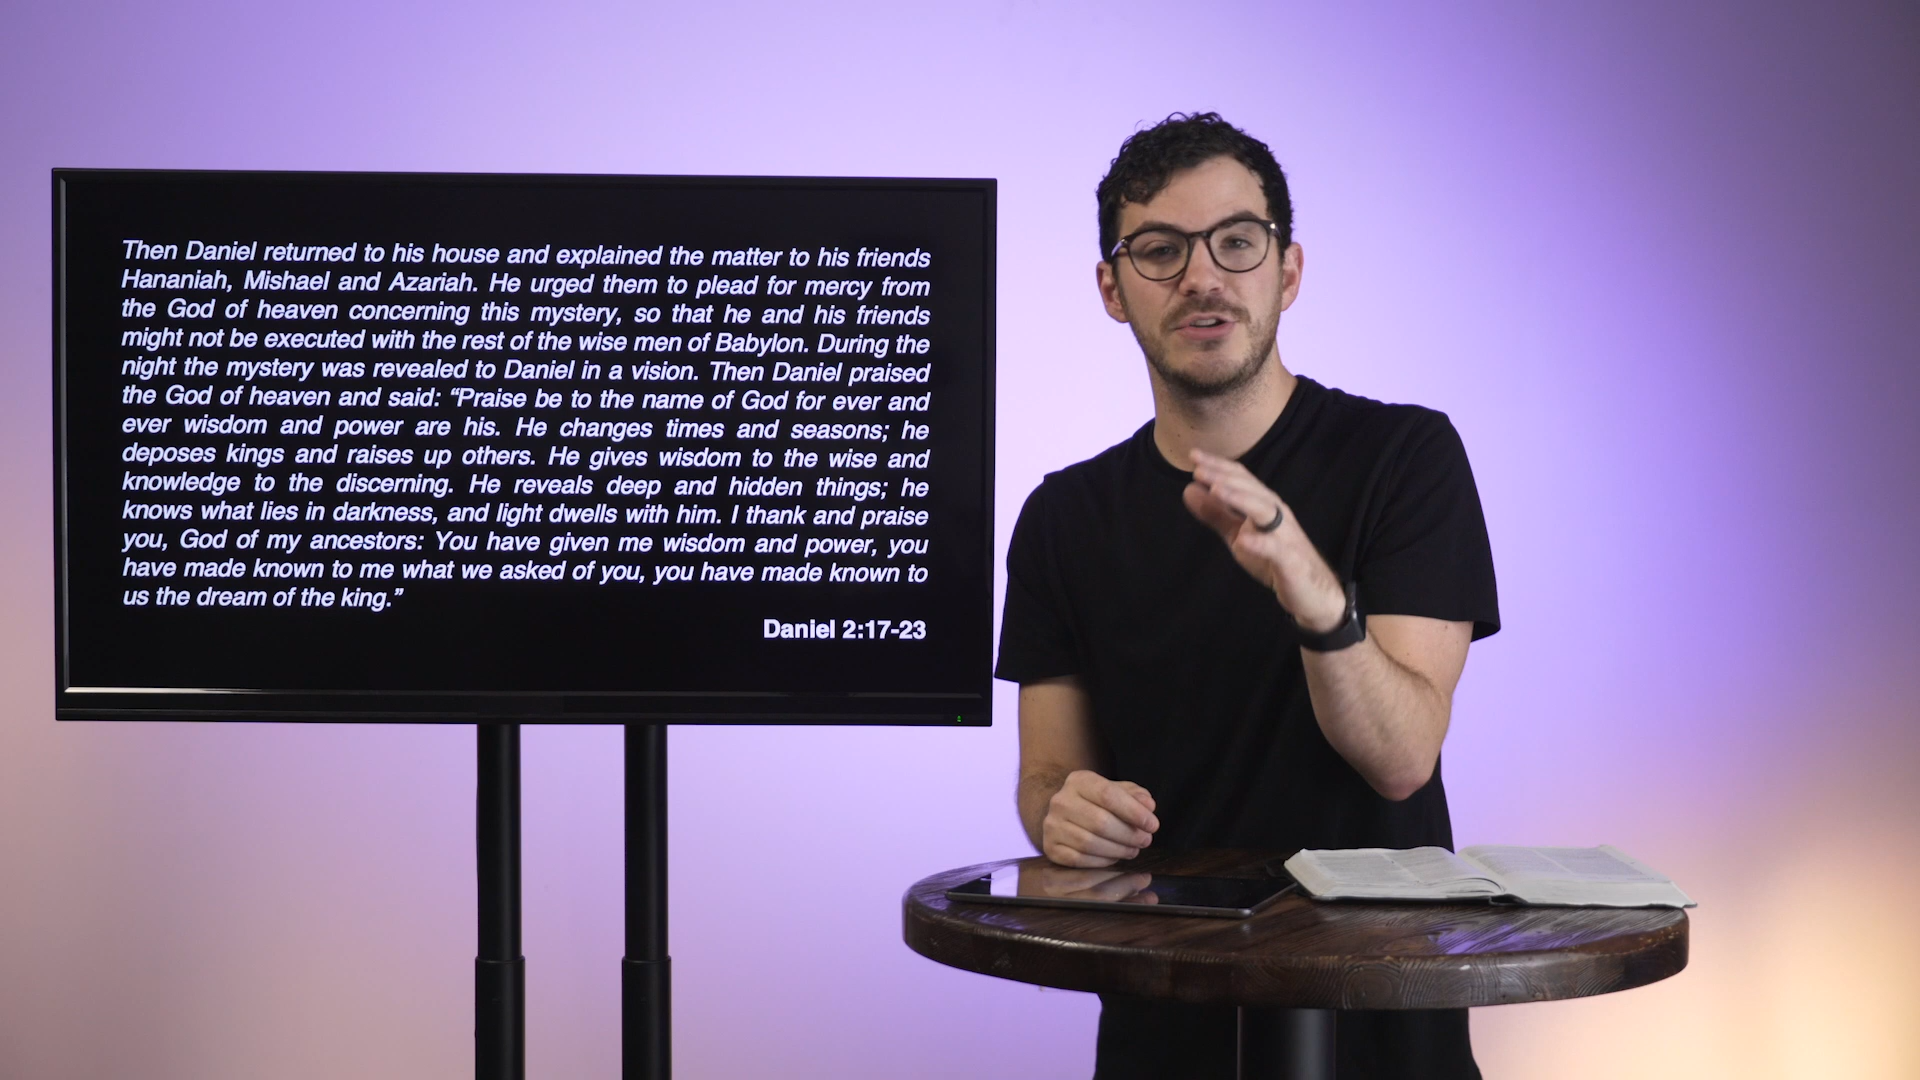 Then Daniel returned to his house and explained the matter to his friends
Hananiah, Mishael and Azariah. He urged them to plead for mercy from
the God of heaven concerning this mystery, so that he and his friends
might not be executed with the rest of the wise men of Babylon. During the
night the mystery was revealed to Daniel in a vision. Then Daniel praised
the God of heaven and said: “Praise be to the name of God for ever and
ever wisdom and power are his. He changes times and seasons; he
deposes kings and raises up others. He gives wisdom to the wise and
knowledge to the discerning. He reveals deep and hidden things; he
knows what lies in darkness, and light dwells with him. I thank and praise
you, God of my ancestors: You have given me wisdom and power, you
have made known to me what we asked of you, you have made known to
us the dream of the king.”
Daniel 2:17-23